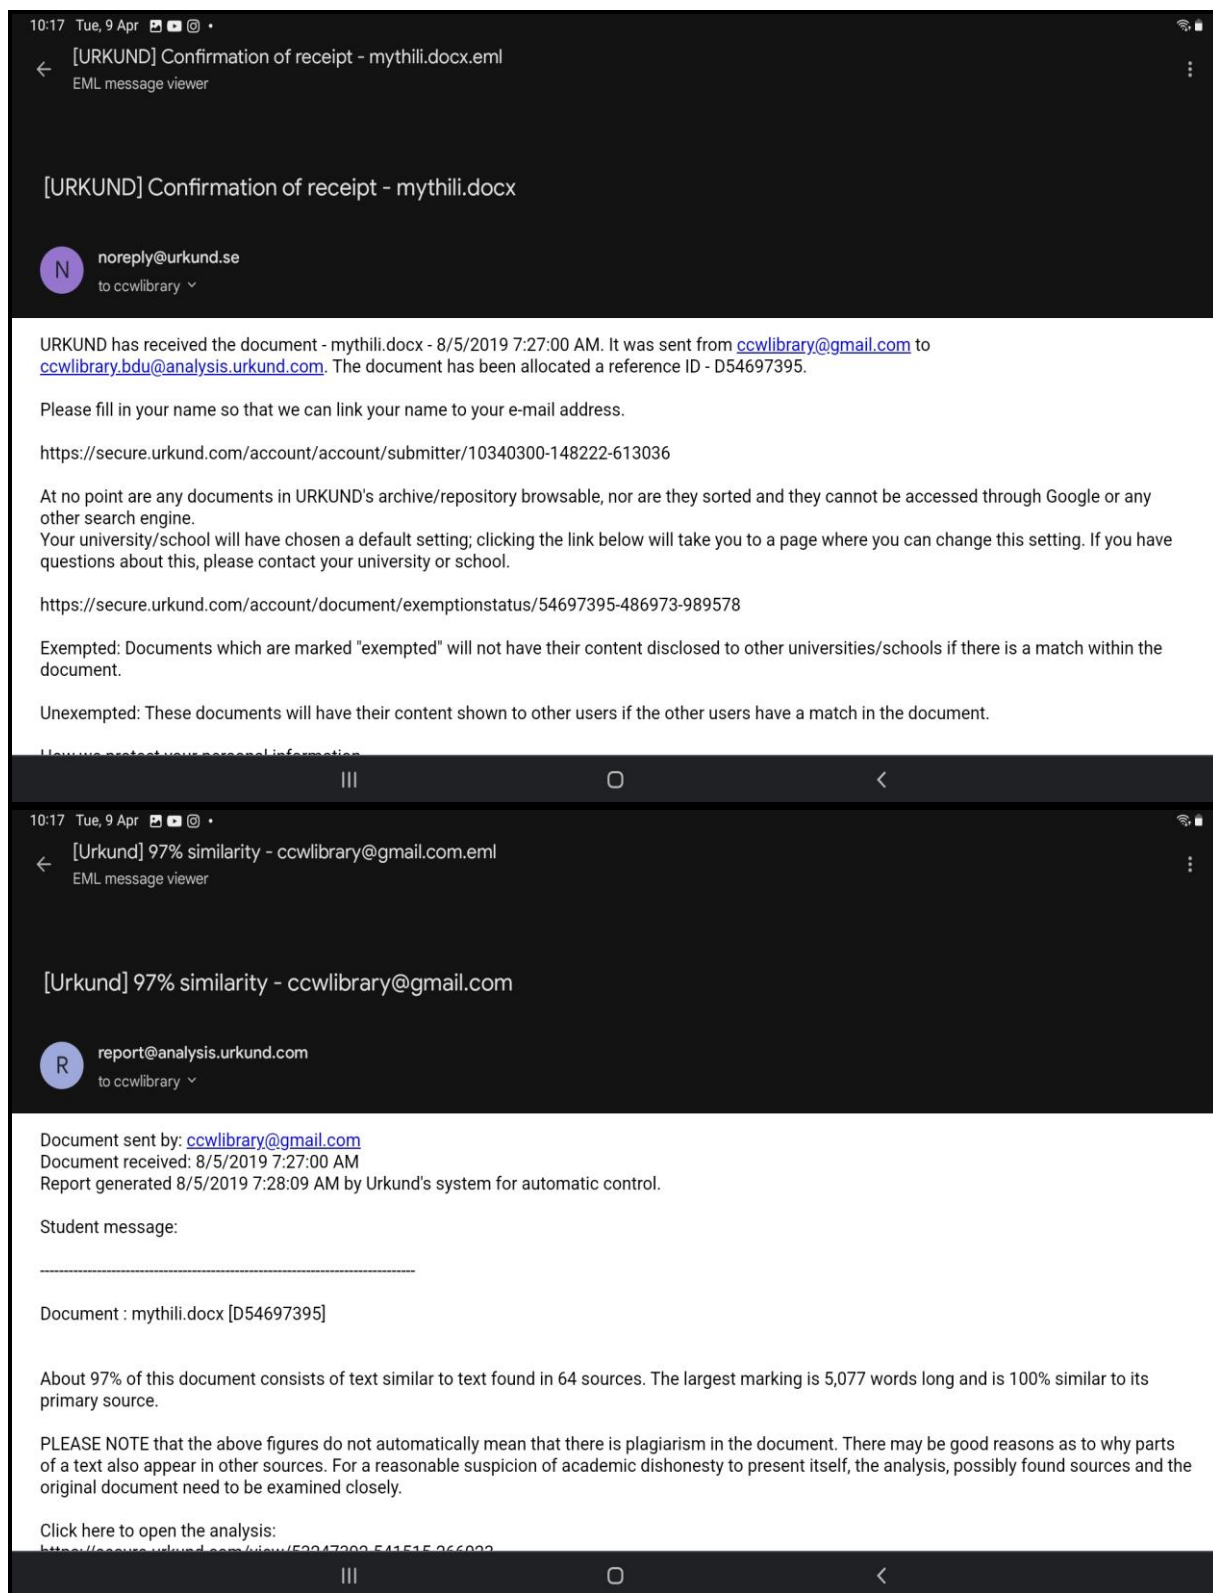 10:17 Tue, 9 Apr
[URKUND] Confirmation of receipt - mythili.docx.eml
EML message viewer
[URKUND] Confirmation of receipt - mythili.docx
N
noreply@urkund.se
to ccwlibrary
URKUND has received the document - mythili.docx - 8/5/2019 7:27:00 AM. It was sent from ccwlibrary@gmail.com to
ccwlibrary.bdu@analysis.urkund.com. The document has been allocated a reference ID - D54697395.
Please fill in your name so that we can link your name to your e-mail address.
https://secure.urkund.com/account/account/submitter/10340300-148222-613036
At no point are any documents in URKUND's archive/repository browsable, nor are they sorted and they cannot be accessed through Google or any
other search engine.
Your university/school will have chosen a default setting; clicking the link below will take you to a page where you can change this setting. If you have
questions about this, please contact your university or school.
https://secure.urkund.com/account/document/exemptionstatus/54697395-486973-989578
Exempted: Documents which are marked "exempted" will not have their content disclosed to other universities/schools if there is a match within the
document.
Unexempted: These documents will have their content shown to other users if the other users have a match in the document.
How we protect your personal information
10:17 Tue, 9 Apr
[Urkund] 97% similarity - ccwlibrary@gmail.com.eml
EML message viewer
[Urkund] 97% similarity - ccwlibrary@gmail.com
R
report@analysis.urkund.com
to ccwlibrary
Document sent by: ccwlibrary@gmail.com
Document received: 8/5/2019 7:27:00 AM
Report generated 8/5/2019 7:28:09 AM by Urkund's system for automatic control.
Student message:
--------------------------------------------------------------------------------
Document : mythili.docx [D54697395]
About 97% of this document consists of text similar to text found in 64 sources. The largest marking is 5,077 words long and is 100% similar to its
primary source.
PLEASE NOTE that the above figures do not automatically mean that there is plagiarism in the document. There may be good reasons as to why parts
of a text also appear in other sources. For a reasonable suspicion of academic dishonesty to present itself, the analysis, possibly found sources and the
original document need to be examined closely.
Click here to open the analysis: